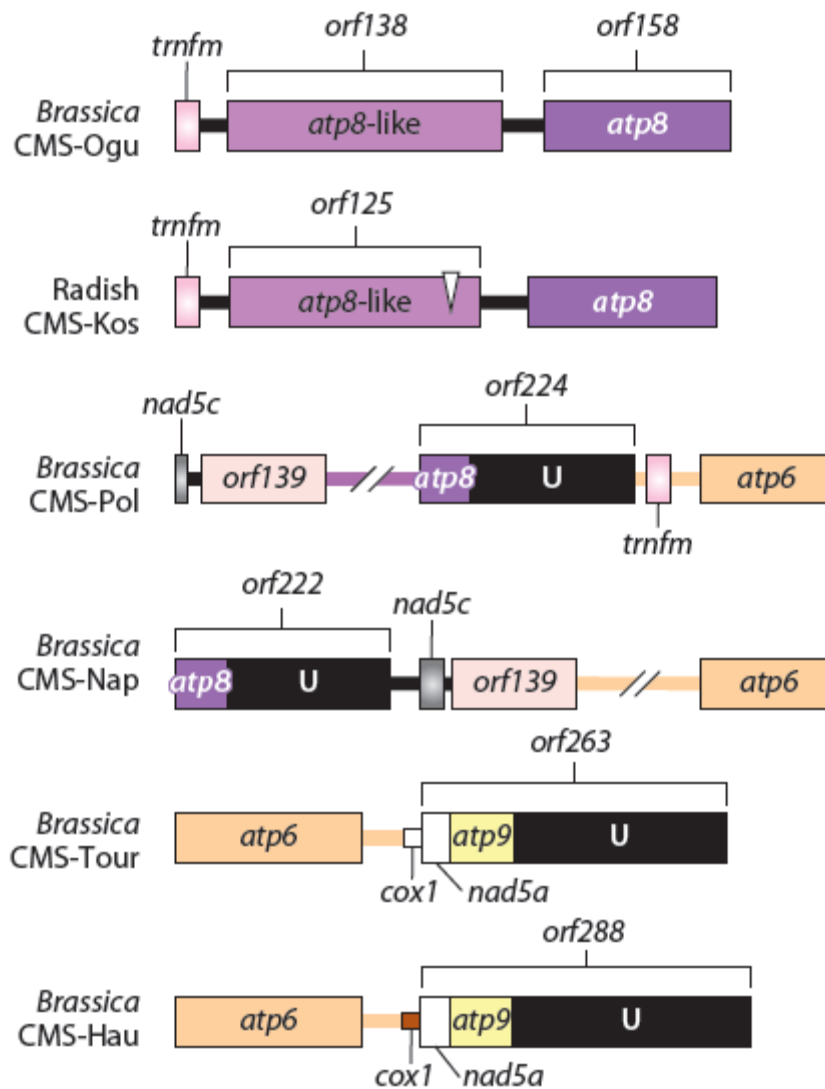 orf138 orf158
trnfm
Brassica
CMS-Ogu
atp8-like atp8
orf125
trnfm
Radish
CMS-Kos
atp8-like atp8
orf224
nad5c
Brassica
CMS-Pol
orf139 atp8 U atp6
trnfm
orf222
nad5c
Brassica
CMS-Nap
atp8 U orf139 atp6
orf263
Brassica
CMS-Tour
atp6 atp9 U
cox1 nad5a
orf288
Brassica
CMS-Hau
atp6 atp9 U
cox1 nad5a